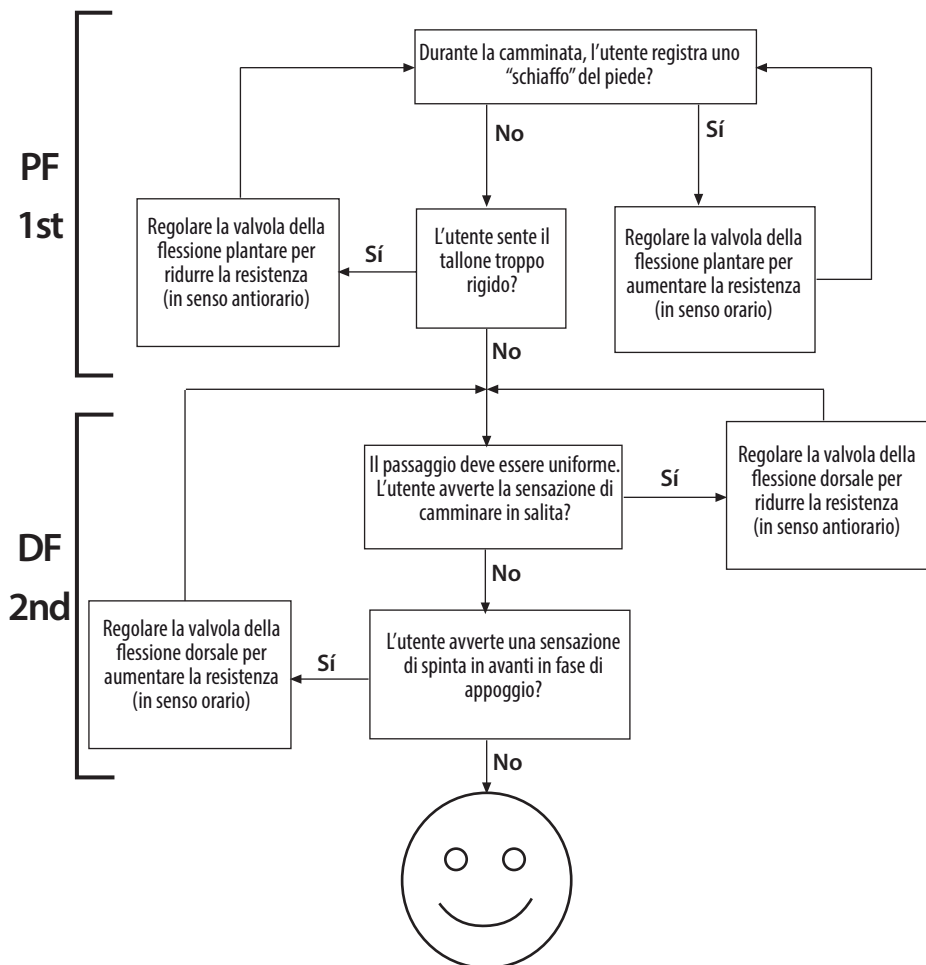 Durante la camminata, l'utente registra uno
“schiaffo” del piede?
No
Sí
PF
1st
Regolare la valvola della
flessione plantare per
ridurre la resistenza
(in senso antiorario)
Sí
L'utente sente il
tallone troppo
rigido?
Regolare la valvola della
flessione plantare per
aumentare la resistenza
(in senso orario)
No
DF
2nd
Il passaggio deve essere uniforme.
L'utente avverte la sensazione di
camminare in salita?
Sí
Regolare la valvola della
flessione dorsale per
ridurre la resistenza
(in senso antiorario)
No
Regolare la valvola della
flessione dorsale per
aumentare la resistenza
(in senso orario)
Sí
L'utente avverte una sensazione
di spinta in avanti in fase di
appoggio?
No